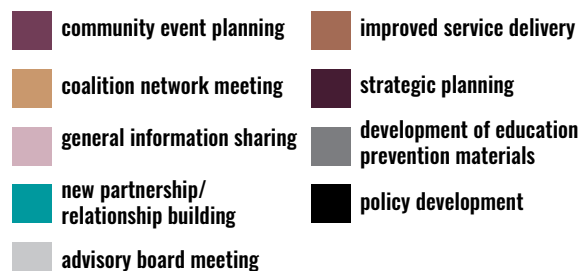 community event planning
coalition network meeting
general information sharing
new partnership/
relationship building
advisory board meeting
improved service delivery
strategic planning
development of education
prevention materials
policy development